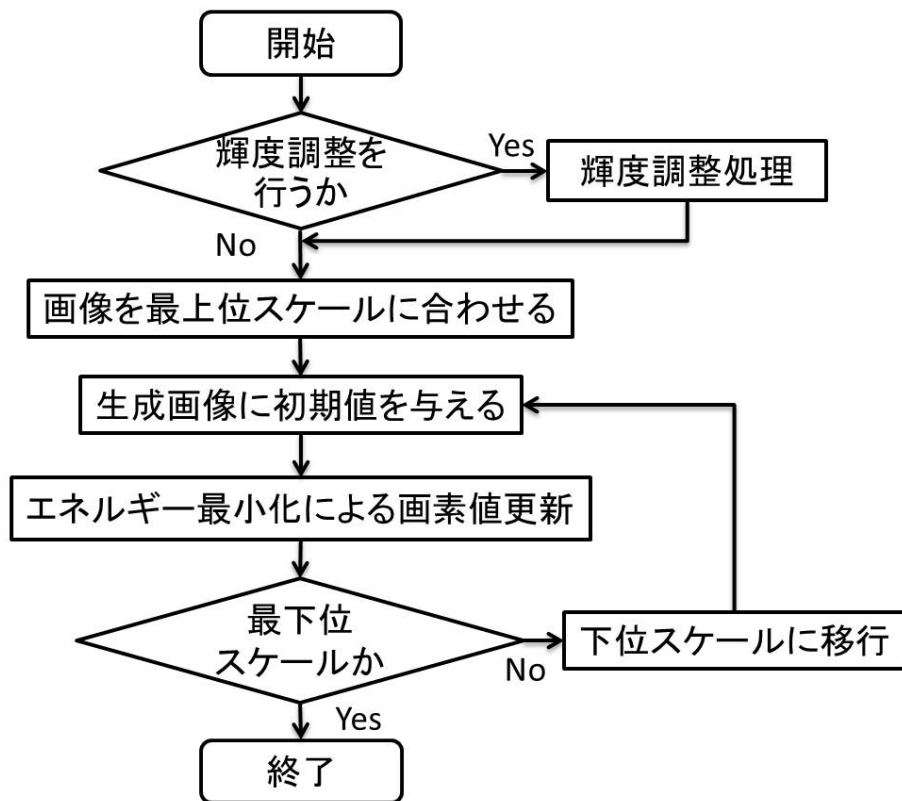 開始
輝度調整を
行うか
Yes
輝度調整処理
No
画像を最上位スケールに合わせる
生成画像に初期値を与える
エネルギー最小化による画素値更新
最下位
スケールか
No
下位スケールに移行
Yes
終了